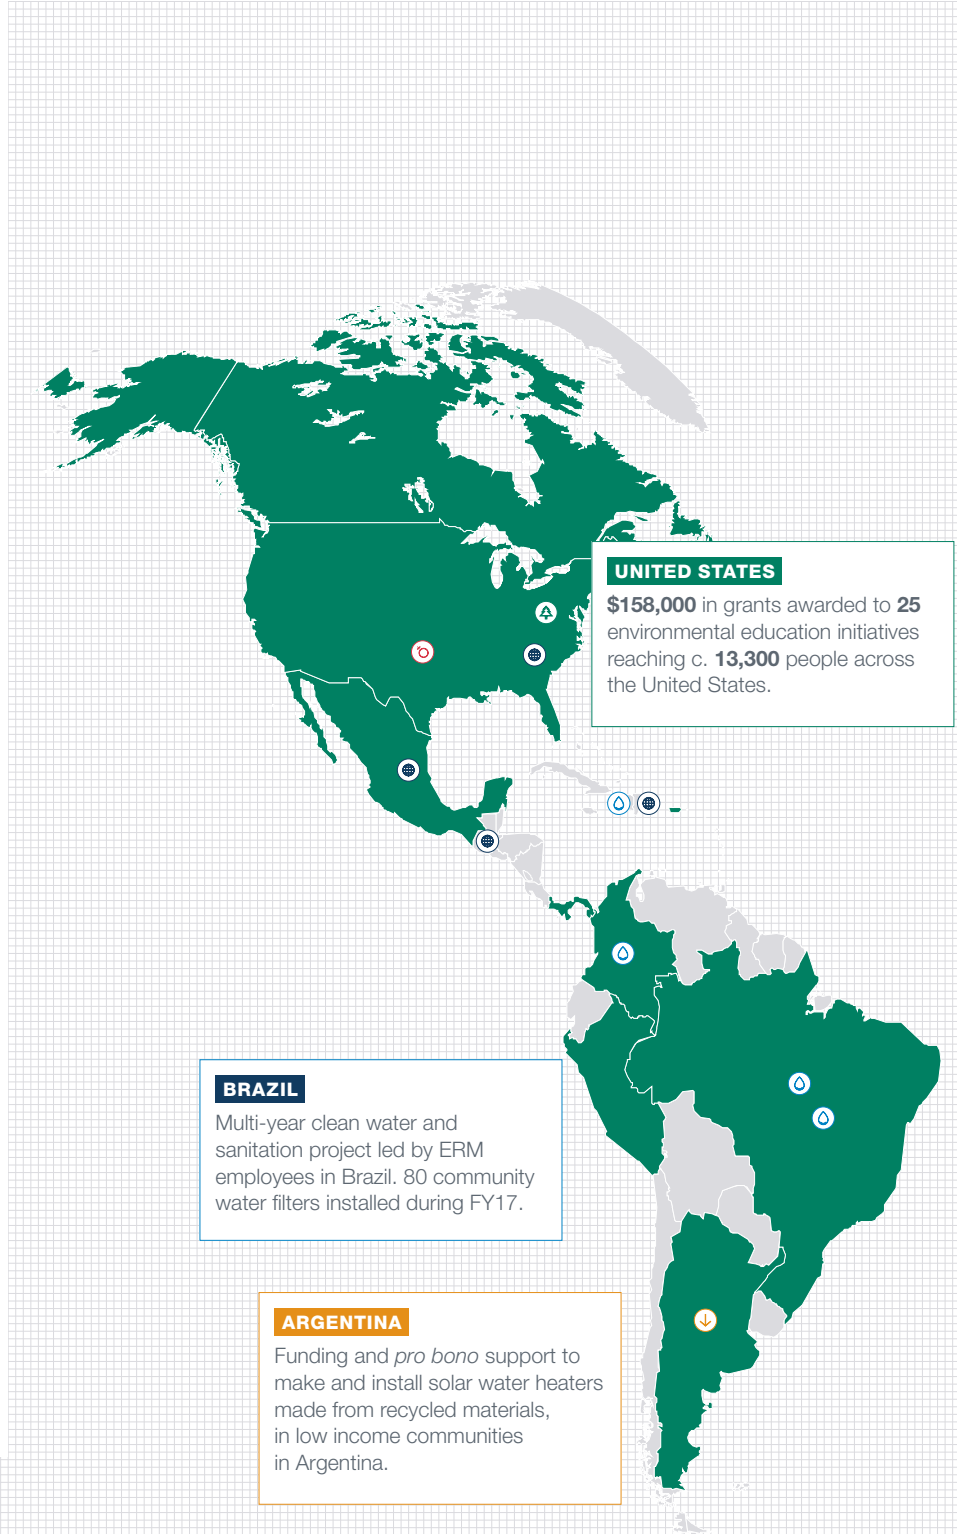 UNITED STATES
$158,000 in grants awarded to 25
environmental education initiatives
reaching c. 13,300 people across
the United States.
BRAZIL
Multi-year clean water and
sanitation project led by ERM
employees in Brazil. 80 community
water filters installed during FY17.
ARGENTINA
Funding and pro bono support to
make and install solar water heaters
made from recycled materials,
in low income communities
in Argentina.